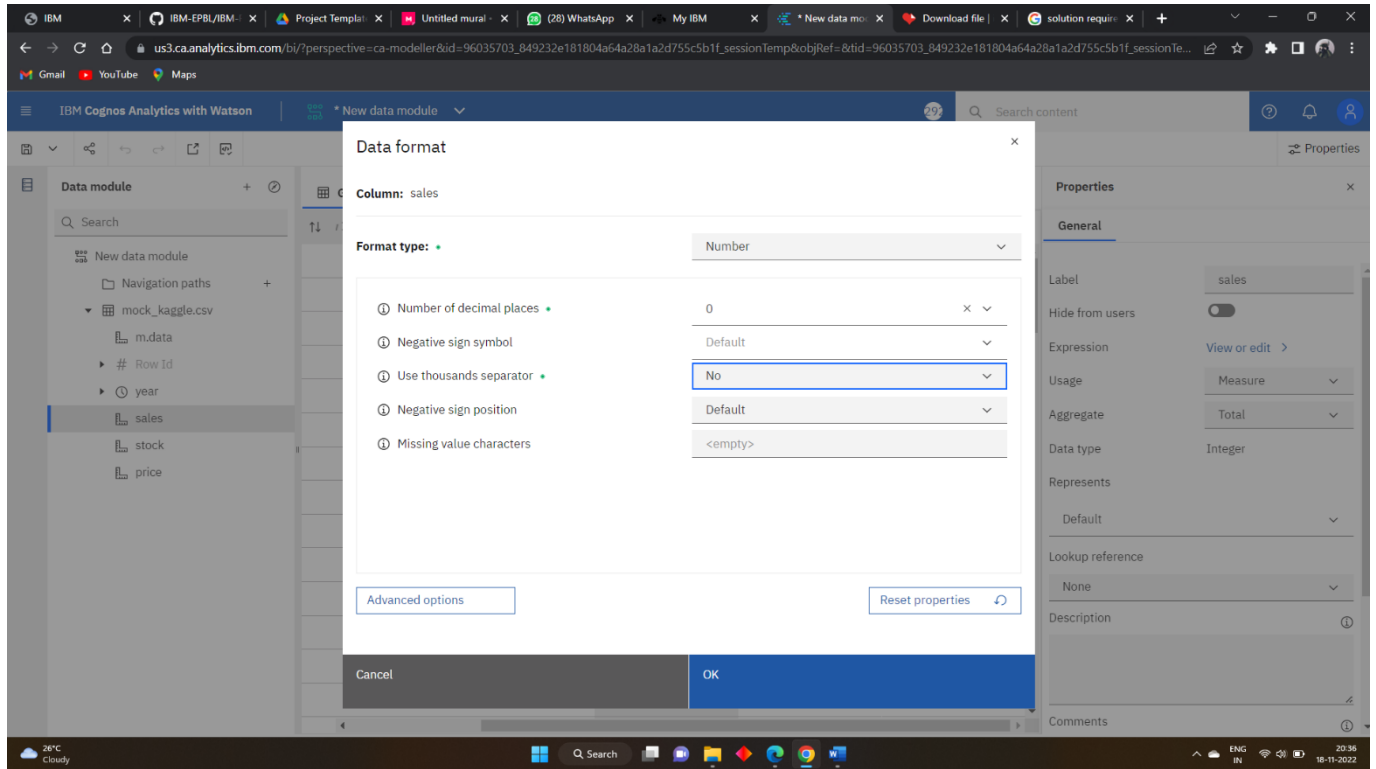 IBM
IBM-EPBL/IBM-
Project Templat
Untitled mural -
(28) WhatsApp
My IBM
* New data mo
Download file |
solution require
us3.ca.analytics.ibm.com/bi/?perspective=ca-modeller&id=96035703_849232e181804a64a28a1a2d755c5b1f_sessionTemp&objRef=&tid=96035703_849232e181804a64a28a1a2d755c5b1f_sessionTe...
Gmail YouTube Maps
IBM Cognos Analytics with Watson
* New data module
Search content
Properties
Data module
Search
New data module
Navigation paths
mock_kaggle.csv
m.data
# Row Id
year
sales
stock
price
Data format
Column: sales
Format type: Number
Number of decimal places 0
Negative sign symbol Default
Use thousands separator No
Negative sign position Default
Missing value characters <empty>
Advanced options
Reset properties
Cancel
OK
Properties
General
Label sales
Hide from users
Expression View or edit
Usage Measure
Aggregate Total
Data type Integer
Represents
Default
Lookup reference
None
Description
Comments
26°C
Cloudy
Search
ENG
IN
20:36
18-11-2022